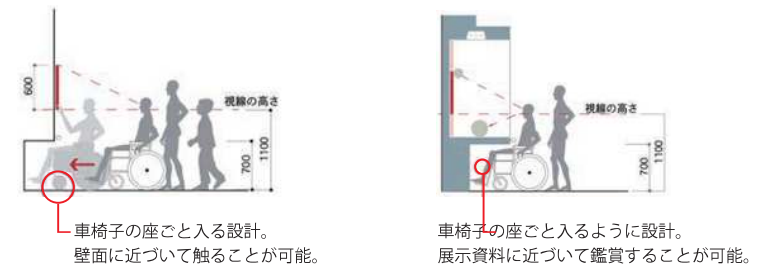 600
視線の高さ
700
1100
車椅子の座ごと入る設計。
壁面に近づいて触ることが可能。
視線の高さ
700
1100
車椅子の座ごと入るように設計。
展示資料に近づいて鑑賞することが可能。